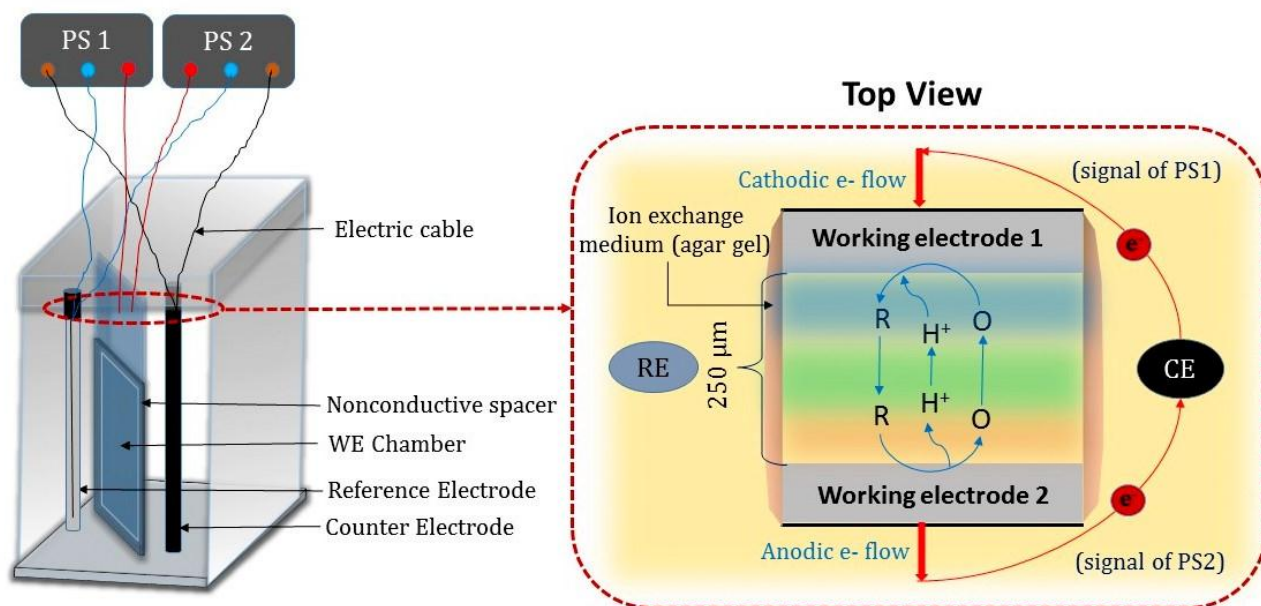 PS 1
PS 2
Electric cable
Nonconductive spacer
WE Chamber
Reference Electrode
Counter Electrode
Top View
Cathodic e- flow
(signal of PS1)
Ion exchange
medium (agar gel)
Working electrode 1
e-
R
H+
O
RE
250 μm
CE
R
H+
O
Working electrode 2
e-
Anodic e- flow
(signal of PS2)